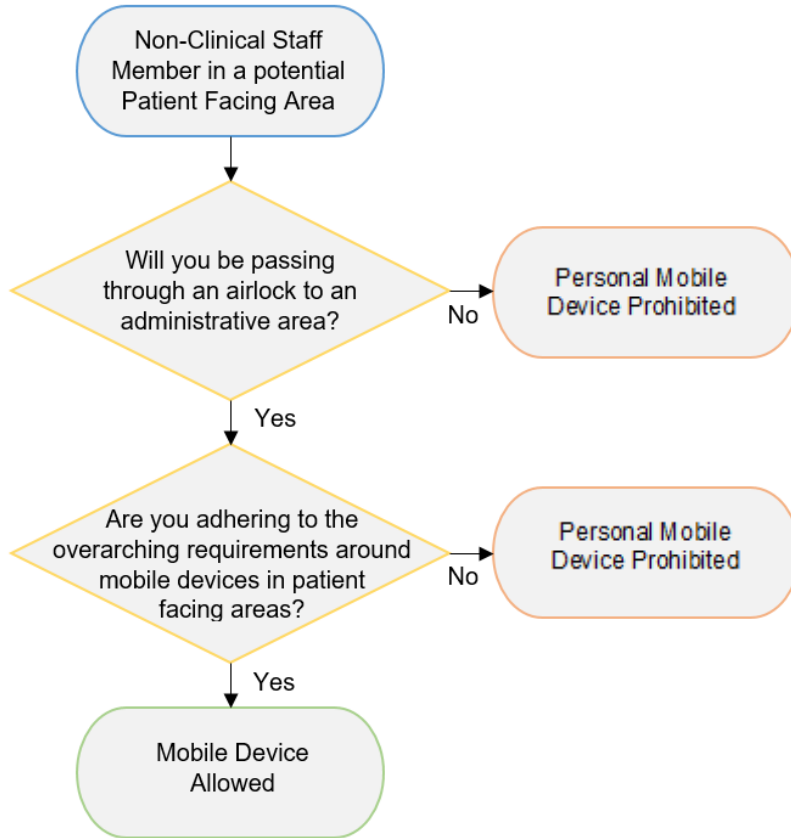 Non-Clinical Staff
Member in a potential
Patient Facing Area
Will you be passing
through an airlock to an
administrative area?
No
Personal Mobile
Device Prohibited
Yes
Are you adhering to the
overarching requirements around
mobile devices in patient
facing areas?
No
Personal Mobile
Device Prohibited
Yes
Mobile Device
Allowed